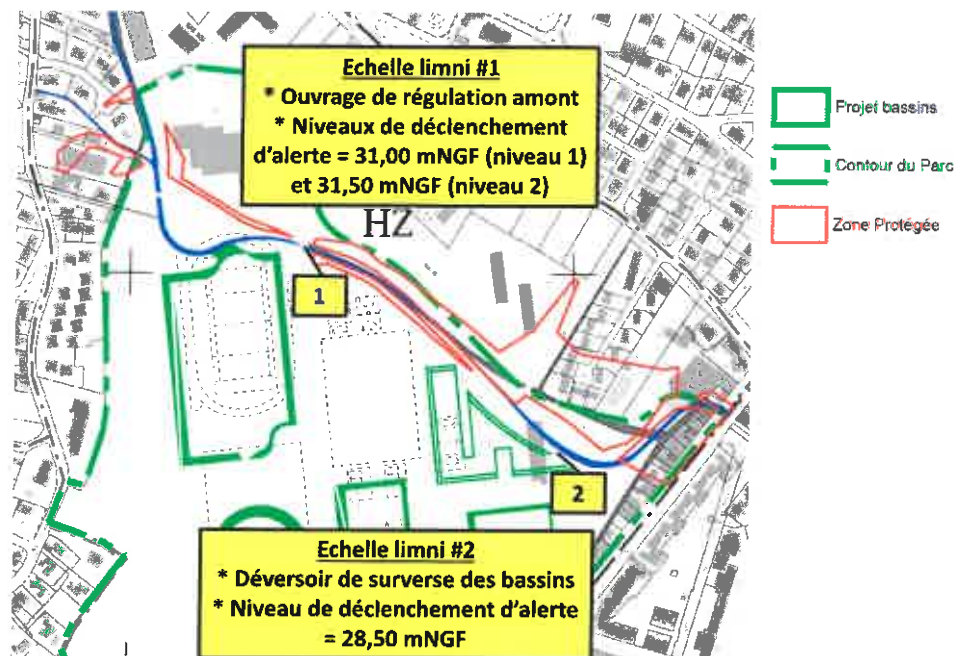 Echelle limni #1
* Ouvrage de régulation amont
* Niveaux de déclenchement
d'alerte = 31,00 mNGF (niveau 1)
et 31,50 mNGF (niveau 2)
Projet bassins
Contour du Parc
Zone Protégée
HZ
1
2
Echelle limni #2
* Déversoir de surverse des bassins
* Niveau de déclenchement d'alerte
= 28,50 mNGF